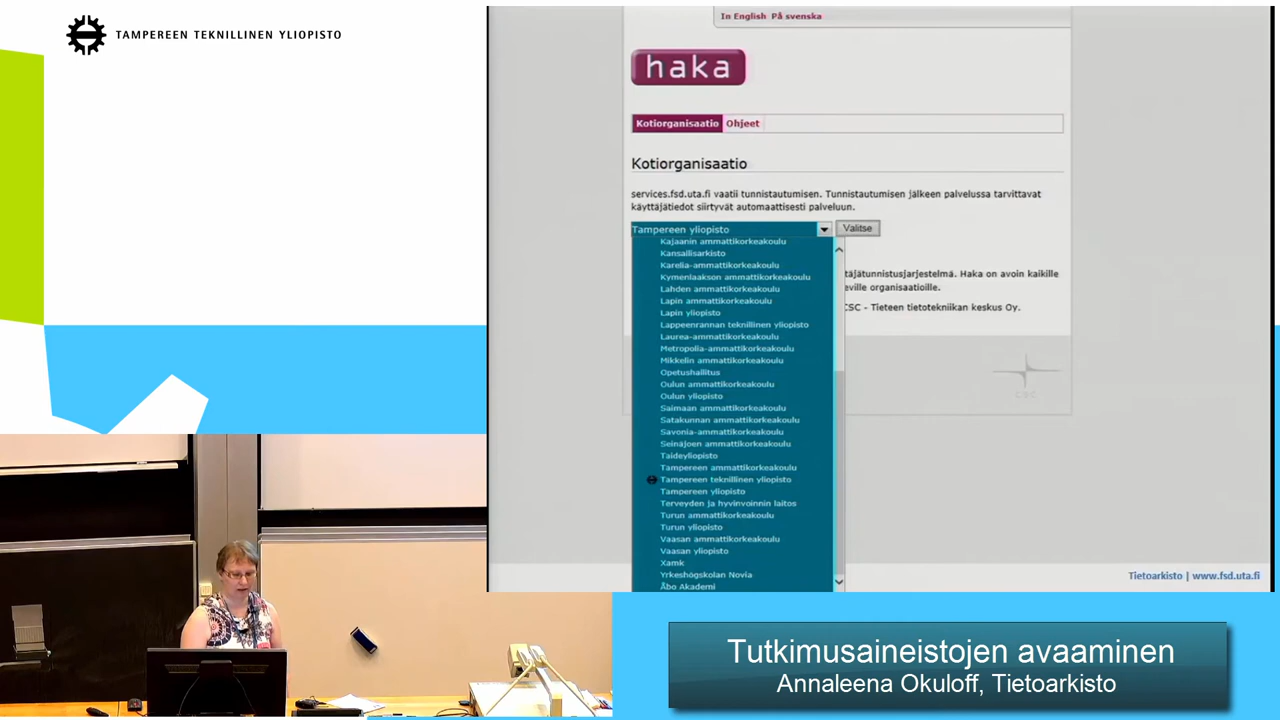 TAMPEREEN TEKNILLINEN YLIOPISTO
In English På svenska
haka
Kotiorganisaatio Ohjeet
Kotiorganisaatio
services.fsd.uta.fi vaatii tunnistautumisen. Tunnistautumisen jälkeen palvelussa tarvittavat
käyttäjätiedot siirtyvät automaattisesti palveluun.
Tampereen yliopisto Valitse
Kajaanin ammattikorkeakoulu
Kansallisarkisto
Karelia-ammattikorkeakoulu
Kymenlaakson ammattikorkeakoulu
Lahden ammattikorkeakoulu
Lapin ammattikorkeakoulu
Lapin yliopisto
Lappeenrannan teknillinen yliopisto
Laurea-ammattikorkeakoulu
Metropolia-ammattikorkeakoulu
Mikkelin ammattikorkeakoulu
Opetushallitus
Oulun ammattikorkeakoulu
Oulun yliopisto
Saimaan ammattikorkeakoulu
Satakunnan ammattikorkeakoulu
Savonia-ammattikorkeakoulu
Seinäjoen ammattikorkeakoulu
Taideyliopisto
Tampereen ammattikorkeakoulu
Tampereen teknillinen yliopisto
Tampereen yliopisto
Terveyden ja hyvinvoinnin laitos
Turun ammattikorkeakoulu
Turun yliopisto
Vaasan ammattikorkeakoulu
Vaasan yliopisto
Xamk
Yrkeshögskolan Novia
Åbo Akademi
täjätunnistusjärjestelmä. Haka on avoin kaikille
eville organisaatioille.
CSC - Tieteen tietotekniikan keskus Oy.
CSC
Tietoarkisto | www.fsd.uta.fi
Tutkimusaineistojen avaaminen
Annaleena Okuloff, Tietoarkisto